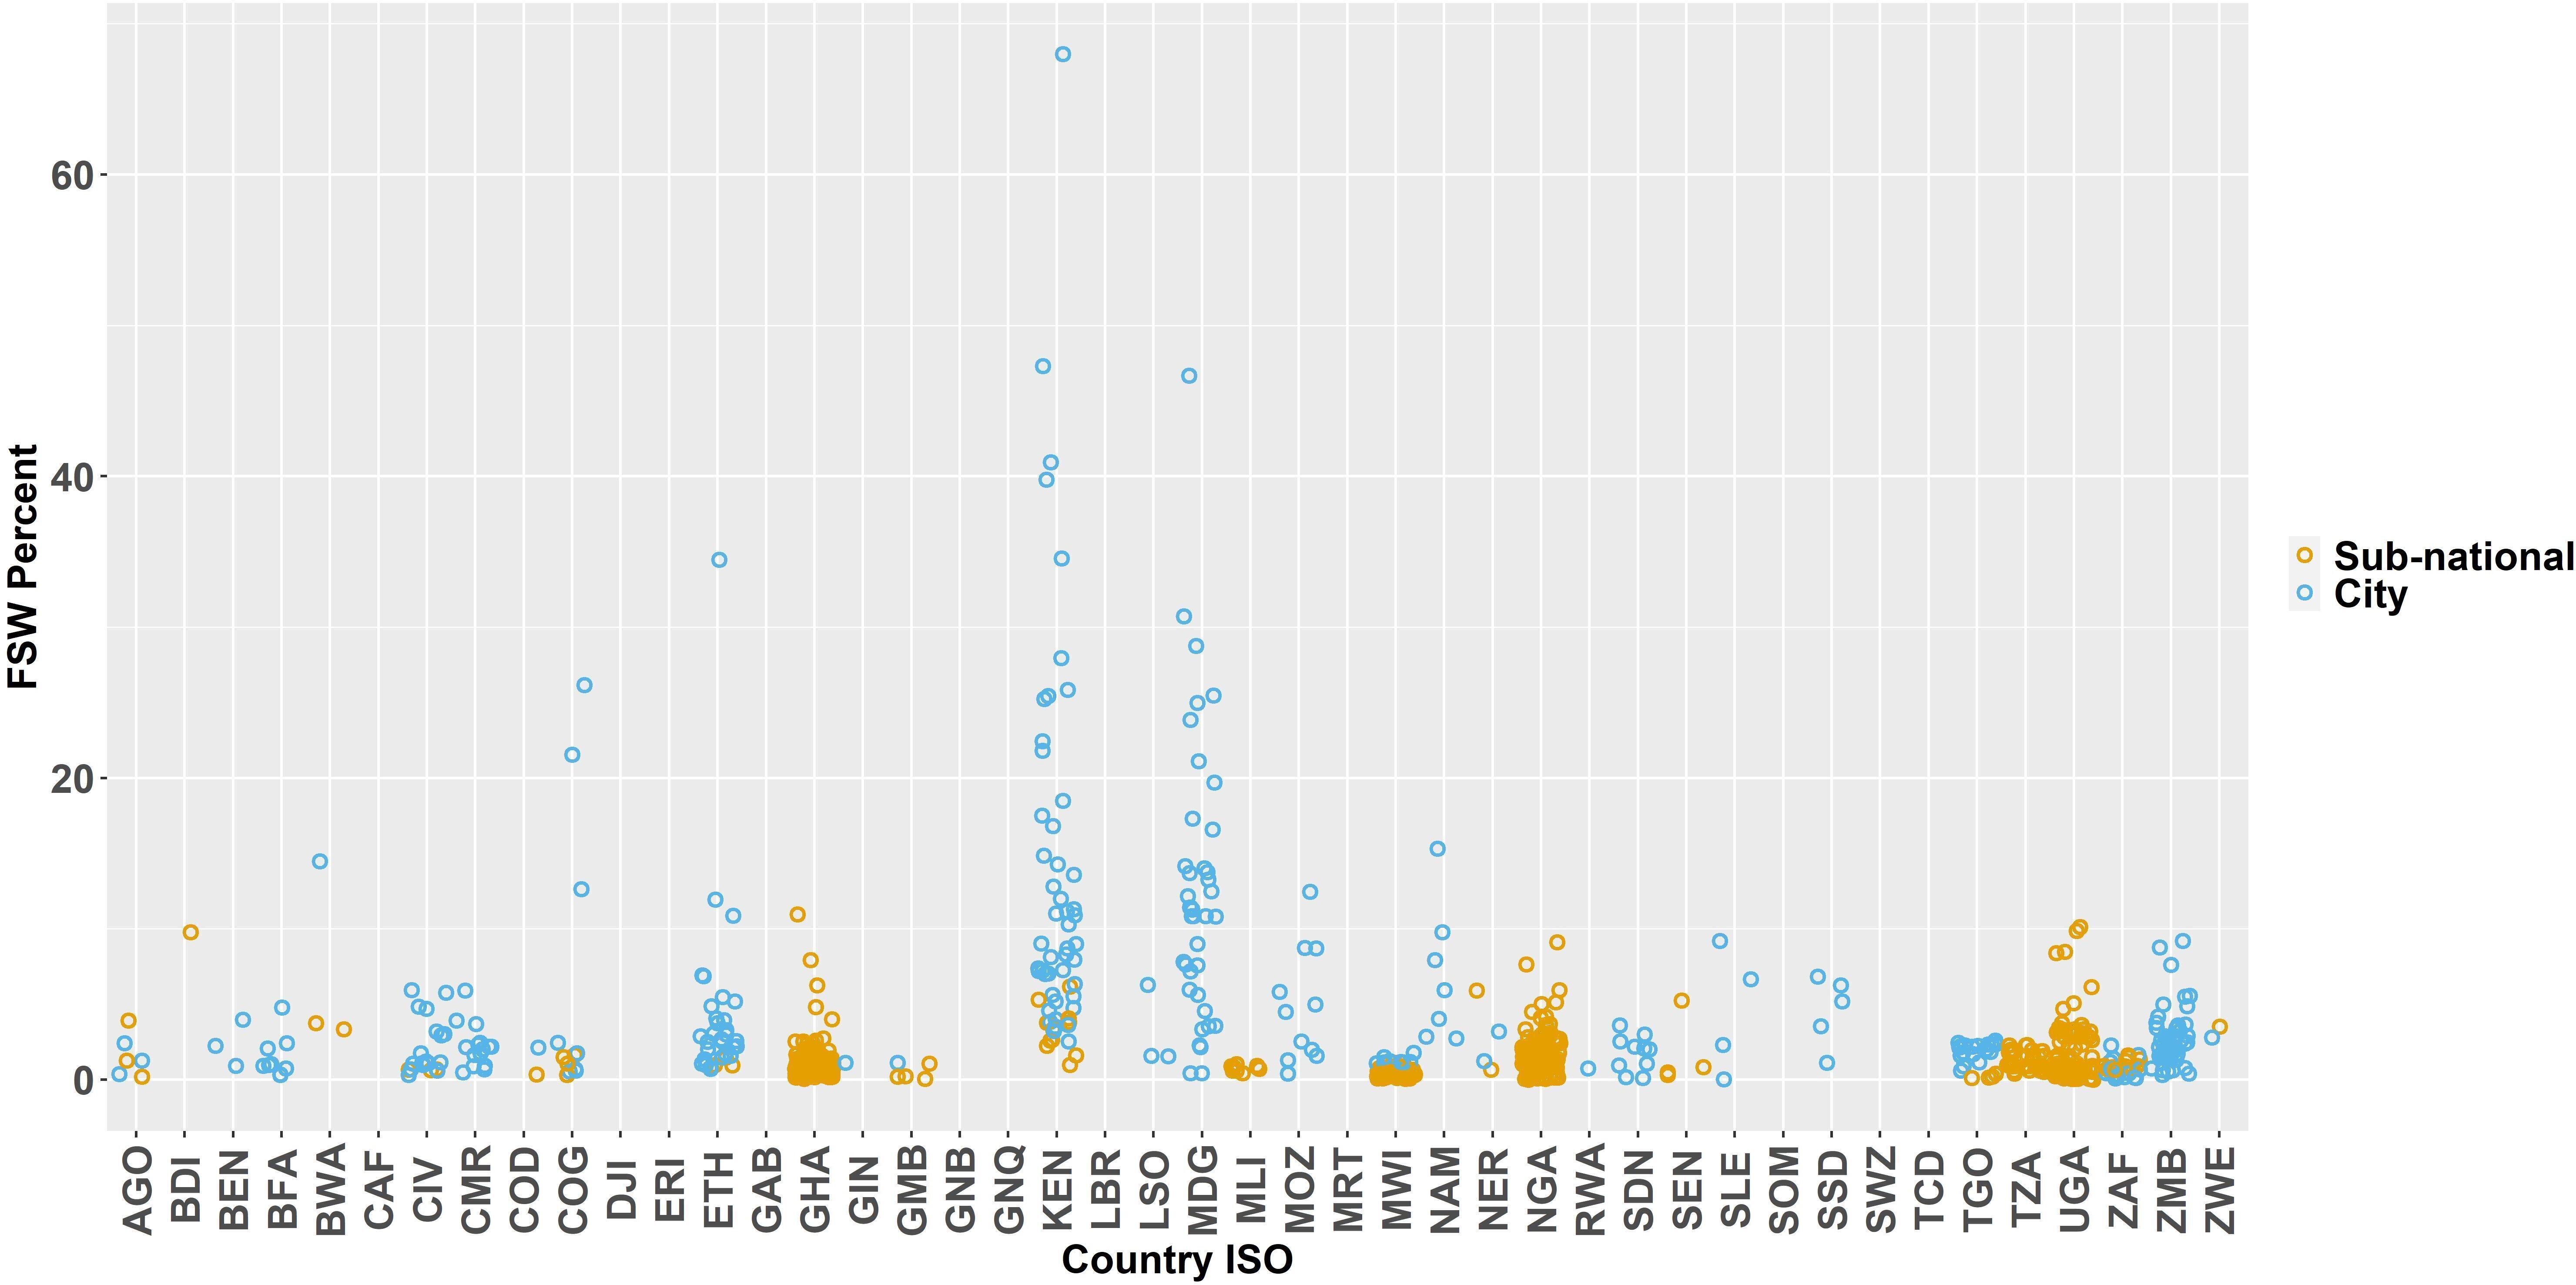 FSW Percent
60
40
20
0
AGO BDI BEN BFA BWA CAF CIV CMR COD COG DJI ERI ETH GAB GHA GIN GMB GNB GNQ KEN LBR LSO MDG MLI MOZ MRT MWI NAM NER NGA RWA SDN SEN SLE SOM SSD SWZ TCD TGO TZA UGA ZAF ZMB ZWE
Country ISO
Sub-national
City